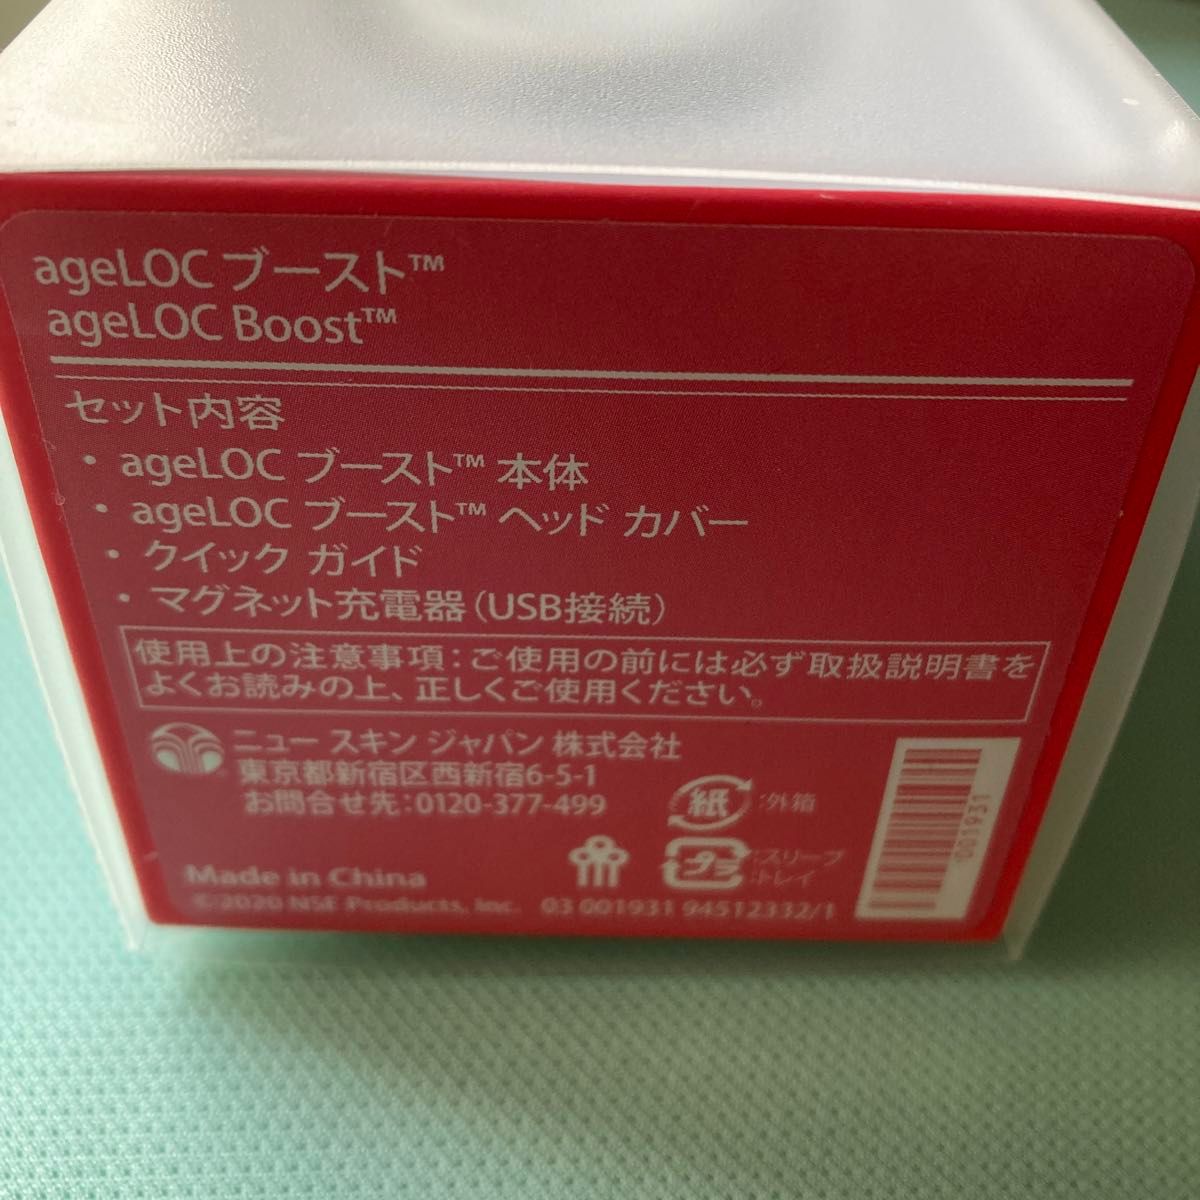 ageLOC ブースト™
ageLOC Boost™
セット内容
・ ageLOC ブースト™ 本体
・ ageLOC ブースト™ ヘッド カバー
・ クイック ガイド
・ マグネット充電器(USB接続)
使用上の注意事項:ご使用の前には必ず取扱説明書を
よくお読みの上、正しくご使用ください。
ニュー スキン ジャパン 株式会社
東京都新宿区西新宿6-5-1
お問合せ先:0120-377-499
紙 :外箱
プラ :スリーブ
:トレイ
Made in China
©2020 NSE Products, Inc. 03 001931 94512332/1
001931